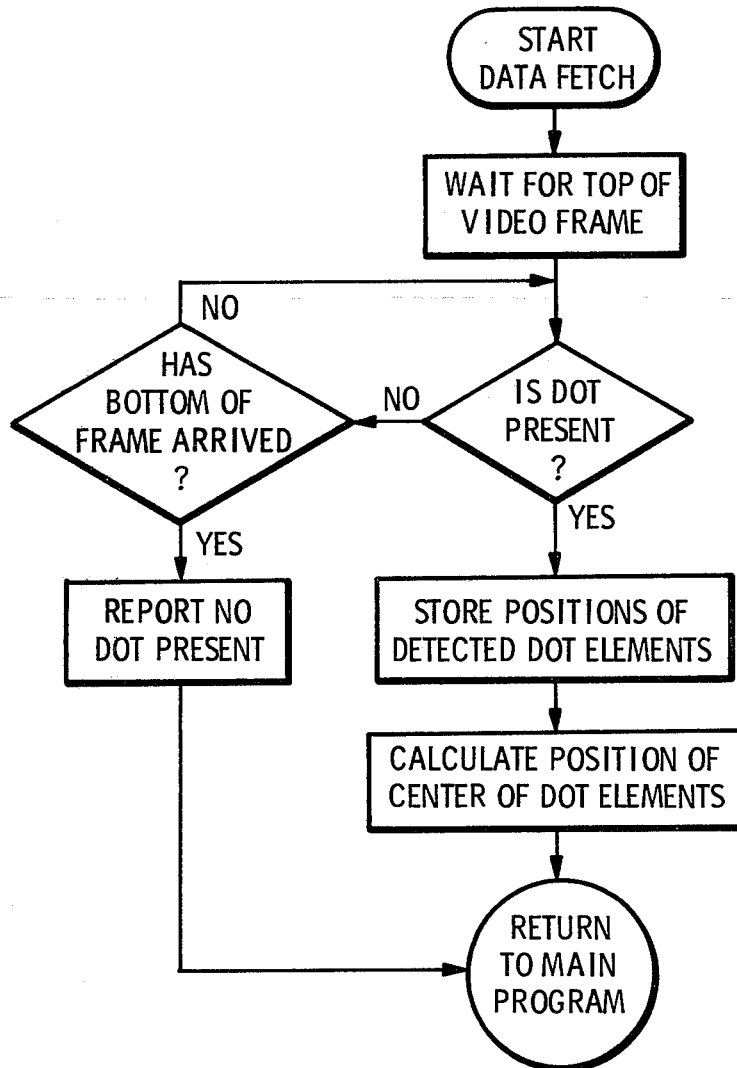 START
DATA FETCH
WAIT FOR TOP OF
VIDEO FRAME
NO
HAS
BOTTOM OF
FRAME ARRIVED
?
NO
IS DOT
PRESENT
?
YES
YES
REPORT NO
DOT PRESENT
STORE POSITIONS OF
DETECTED DOT ELEMENTS
CALCULATE POSITION OF
CENTER OF DOT ELEMENTS
RETURN
TO MAIN
PROGRAM